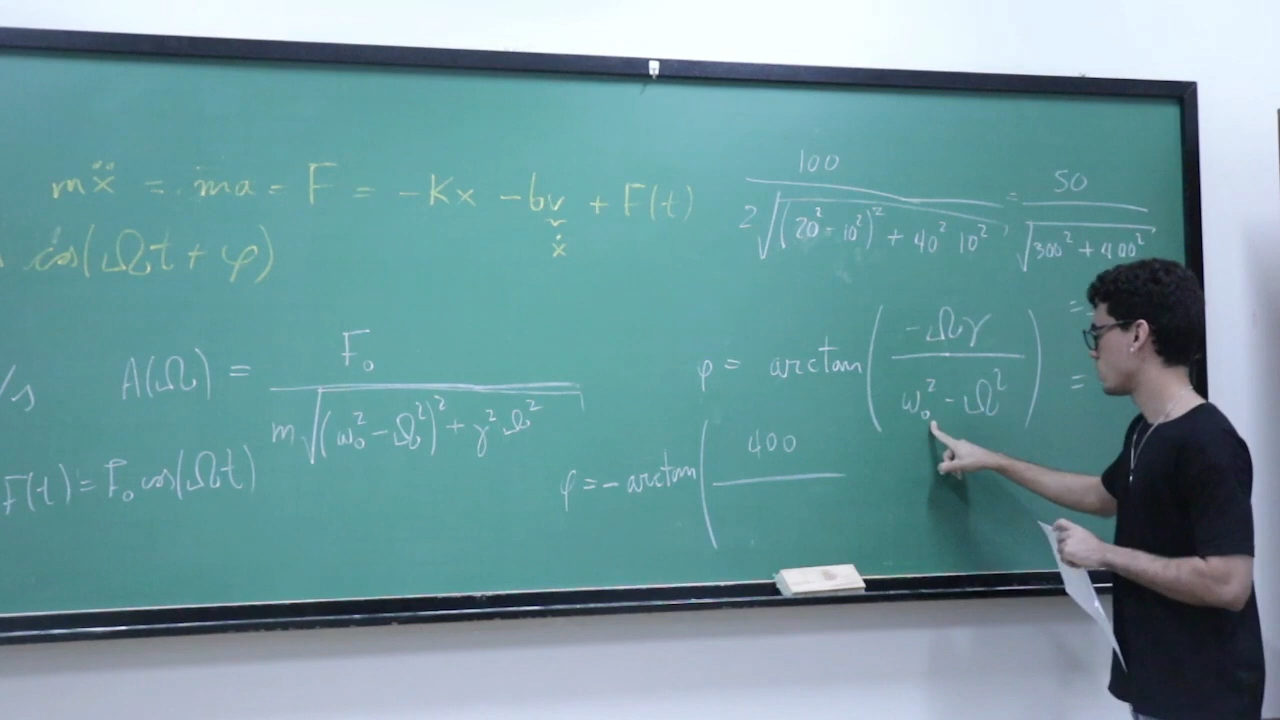 mẍ = ma = F = -Kx - bv + F(t)
ẋ
cos(Ωt + φ)
/s
A(Ω) = F₀ / m√((ω₀² - Ω²)² + γ²Ω²)
F(t) = F₀ cos(Ωt)
100 / 2√((20² - 10²)² + 40² 10²) = 50 / √(300² + 400²)
=
φ = arctan(-Ωγ / ω₀² - Ω²)
=
φ = - arctan(400 /